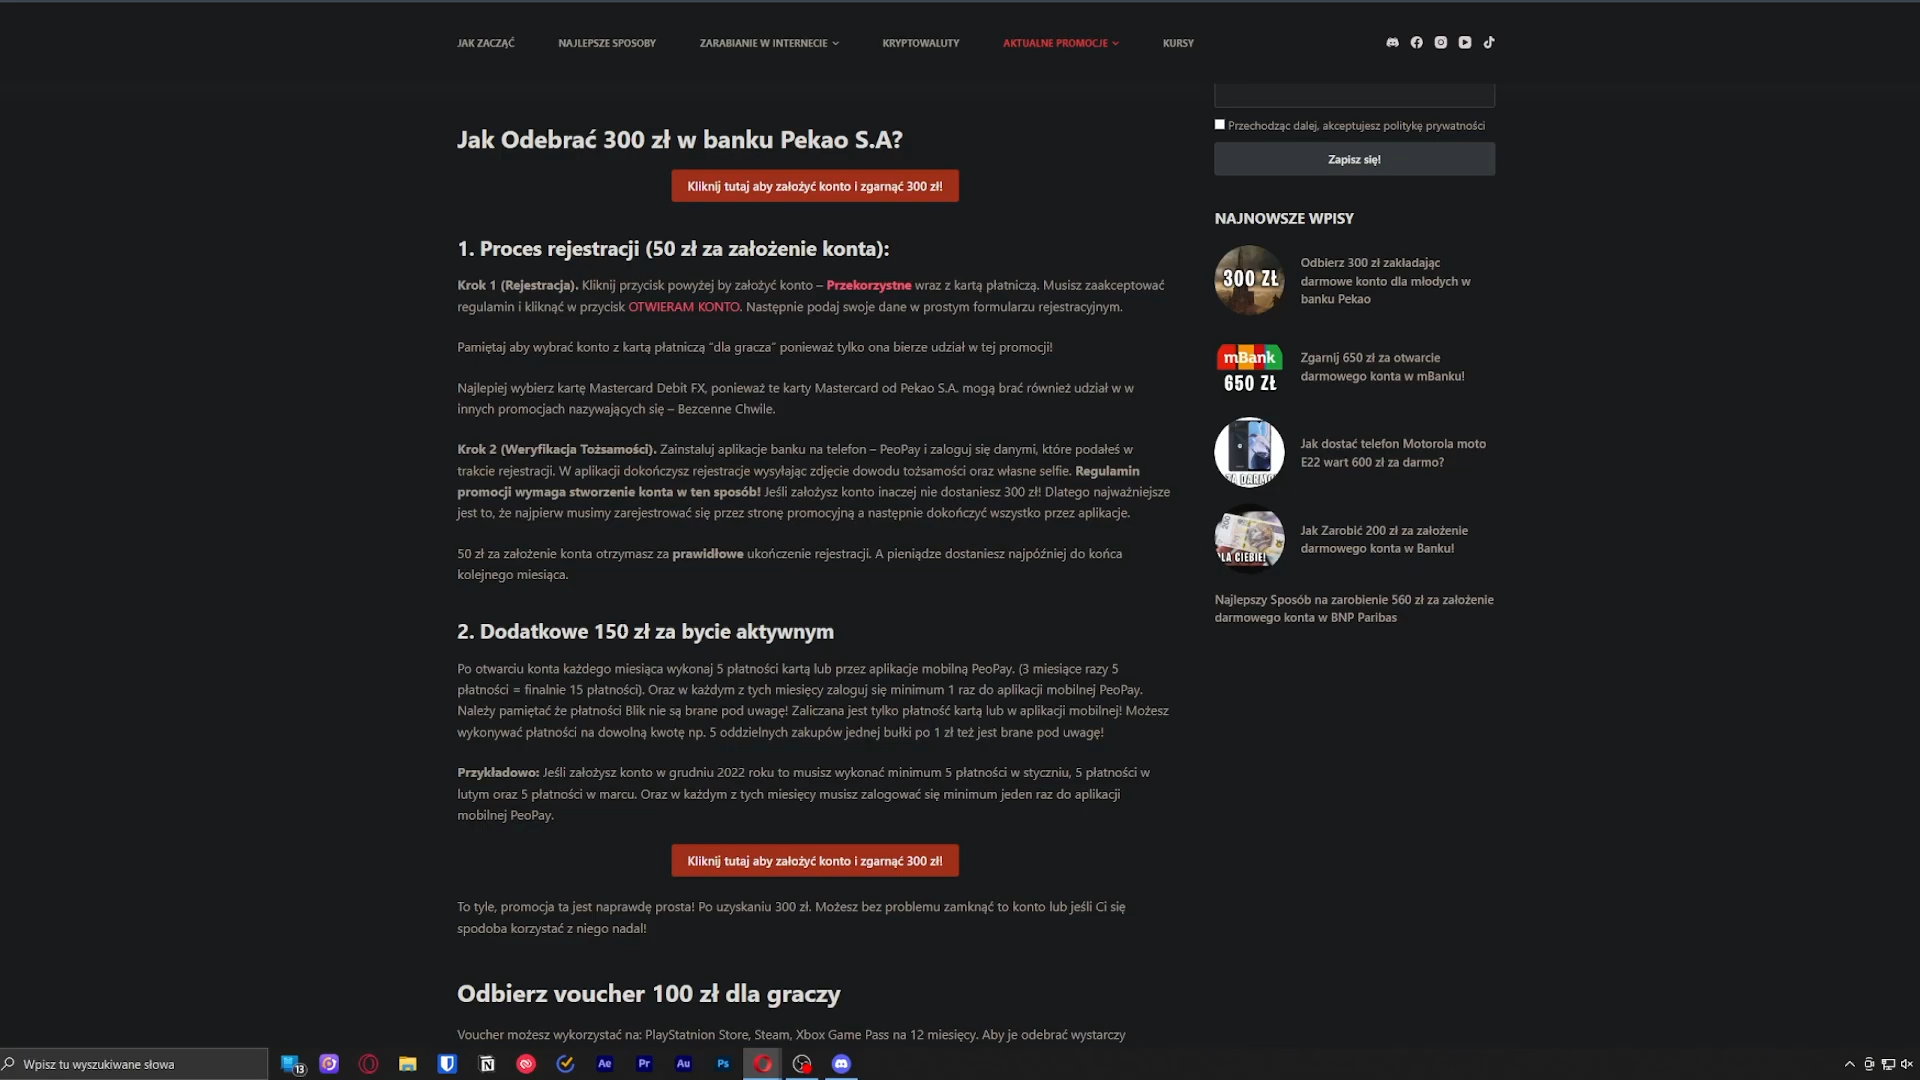 JAK ZACZĄĆ
NAJLEPSZE SPOSOBY
ZARABIANIE W INTERNECIE
KRYPTOWALUTY
AKTUALNE PROMOCJE
KURSY
Jak Odebrać 300 zł w banku Pekao S.A?
Kliknij tutaj aby założyć konto i zgarnąć 300 zł!
1. Proces rejestracji (50 zł za założenie konta):
Krok 1 (Rejestracja). Kliknij przycisk powyżej by założyć konto – Przekorzystne wraz z kartą płatniczą. Musisz zaakceptować
regulamin i kliknąć w przycisk OTWIERAM KONTO. Następnie podaj swoje dane w prostym formularzu rejestracyjnym.
Pamiętaj aby wybrać konto z kartą płatniczą “dla gracza” ponieważ tylko ona bierze udział w tej promocji!
Najlepiej wybierz kartę Mastercard Debit FX, ponieważ te karty Mastercard od Pekao S.A. mogą brać również udział w w
innych promocjach nazywających się – Bezcenne Chwile.
Krok 2 (Weryfikacja Tożsamości). Zainstaluj aplikacje banku na telefon – PeoPay i zaloguj się danymi, które podałeś w
trakcie rejestracji. W aplikacji dokończysz rejestracje wysyłając zdjęcie dowodu tożsamości oraz własne selfie. Regulamin
promocji wymaga stworzenie konta w ten sposób! Jeśli założysz konto inaczej nie dostaniesz 300 zł! Dlatego najważniejsze
jest to, że najpierw musimy zarejestrować się przez stronę promocyjną a następnie dokończyć wszystko przez aplikacje.
50 zł za założenie konta otrzymasz za prawidłowe ukończenie rejestracji. A pieniądze dostaniesz najpóźniej do końca
kolejnego miesiąca.
2. Dodatkowe 150 zł za bycie aktywnym
Po otwarciu konta każdego miesiąca wykonaj 5 płatności kartą lub przez aplikacje mobilną PeoPay. (3 miesiące razy 5
płatności = finalnie 15 płatności). Oraz w każdym z tych miesięcy zaloguj się minimum 1 raz do aplikacji mobilnej PeoPay.
Należy pamiętać że płatności Blik nie są brane pod uwagę! Zaliczana jest tylko płatność kartą lub w aplikacji mobilnej! Możesz
wykonywać płatności na dowolną kwotę np. 5 oddzielnych zakupów jednej bułki po 1 zł też jest brane pod uwagę!
Przykładowo: Jeśli założysz konto w grudniu 2022 roku to musisz wykonać minimum 5 płatności w styczniu, 5 płatności w
lutym oraz 5 płatności w marcu. Oraz w każdym z tych miesięcy musisz zalogować się minimum jeden raz do aplikacji
mobilnej PeoPay.
Kliknij tutaj aby założyć konto i zgarnąć 300 zł!
To tyle, promocja ta jest naprawdę prosta! Po uzyskaniu 300 zł. Możesz bez problemu zamknąć to konto lub jeśli Ci się
spodoba korzystać z niego nadal!
Odbierz voucher 100 zł dla graczy
Voucher możesz wykorzystać na: PlayStatnion Store, Steam, Xbox Game Pass na 12 miesięcy. Aby je odebrać wystarczy
Przechodząc dalej, akceptujesz politykę prywatności
Zapisz się!
NAJNOWSZE WPISY
300 ZŁ
Odbierz 300 zł zakładając
darmowe konto dla młodych w
banku Pekao
mBank
650 ZŁ
Zgarnij 650 zł za otwarcie
darmowego konta w mBanku!
ZA DARMO
Jak dostać telefon Motorola moto
E22 wart 600 zł za darmo?
200
DLA CIEBIE!
Jak Zarobić 200 zł za założenie
darmowego konta w Banku!
Najlepszy Sposób na zarobienie 560 zł za założenie
darmowego konta w BNP Paribas
Wpisz tu wyszukiwane słowa
13
Ae
Pr
Au
Ps